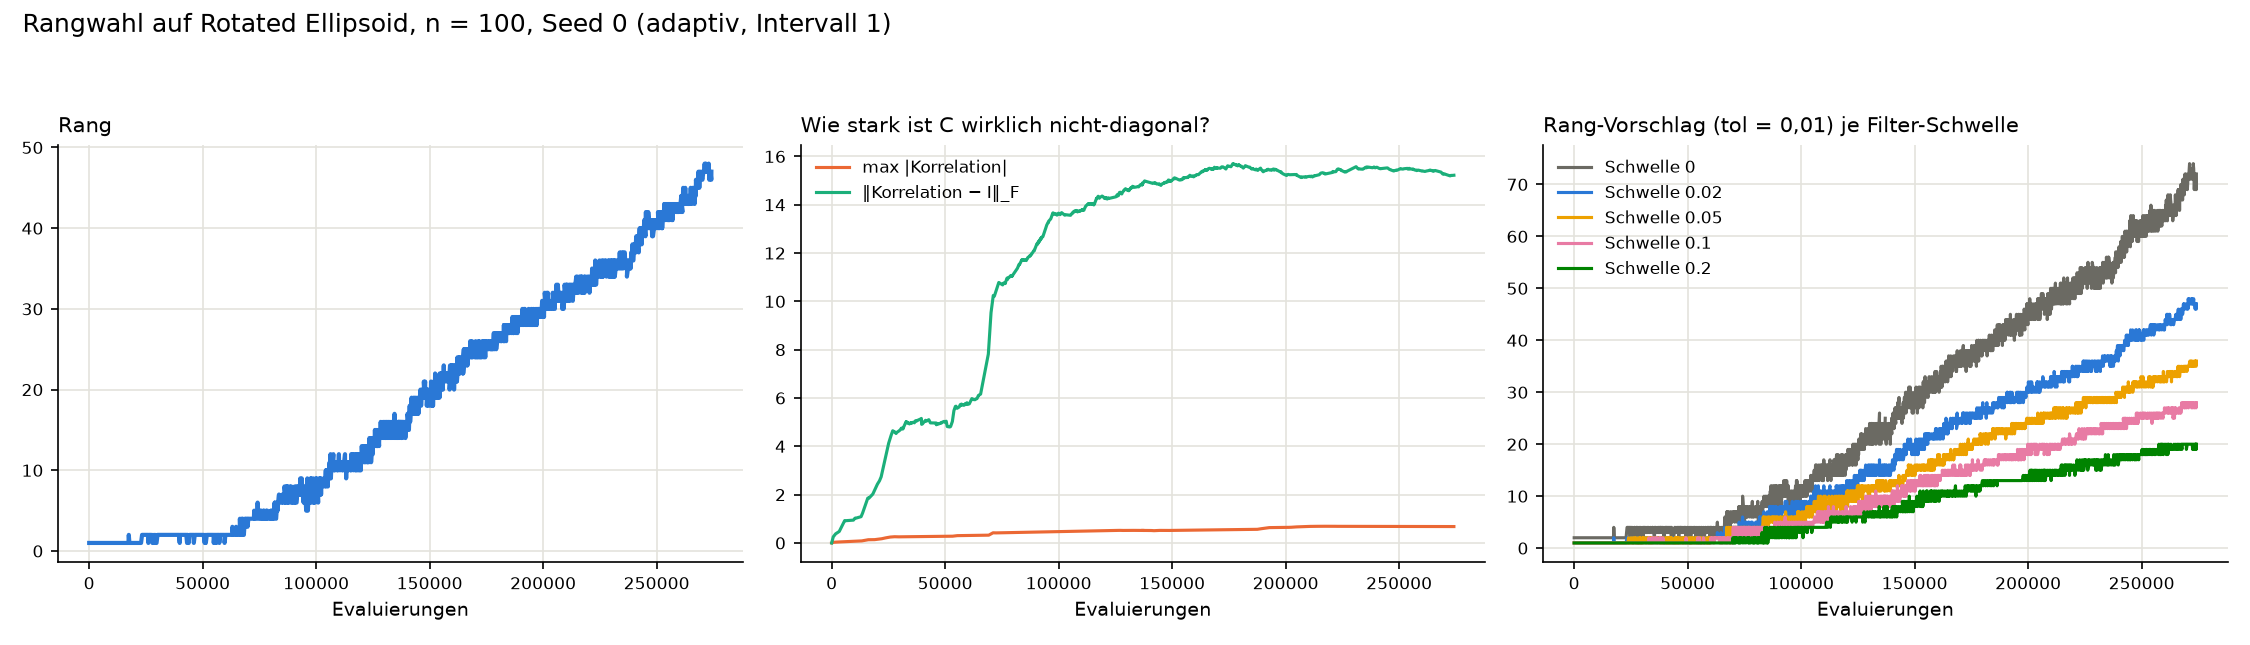 Rangwahl auf Rotated Ellipsoid, n = 100, Seed 0 (adaptiv, Intervall 1)
Rang
50
40
30
20
10
0
0 50000 100000 150000 200000 250000
Evaluierungen
Wie stark ist C wirklich nicht-diagonal?
max |Korrelation|
‖Korrelation − I‖_F
16
14
12
10
8
6
4
2
0
0 50000 100000 150000 200000 250000
Evaluierungen
Rang-Vorschlag (tol = 0,01) je Filter-Schwelle
Schwelle 0
Schwelle 0.02
Schwelle 0.05
Schwelle 0.1
Schwelle 0.2
70
60
50
40
30
20
10
0
0 50000 100000 150000 200000 250000
Evaluierungen